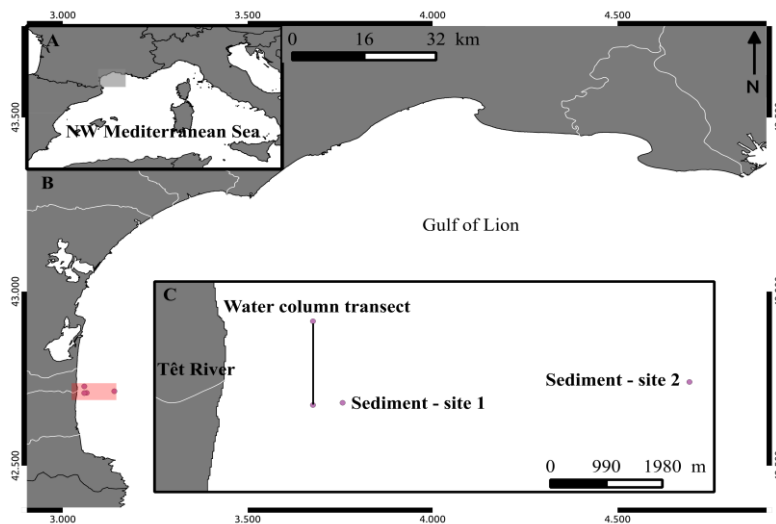 3.000 3.500 4.000 4.500
A
0 16 32 km
N
43.500
NW Mediterranean Sea
B
Gulf of Lion
43.000
C
Water column transect
Têt River
Sediment - site 2
Sediment - site 1
0 990 1980 m
42.500
3.000 3.500 4.000 4.500